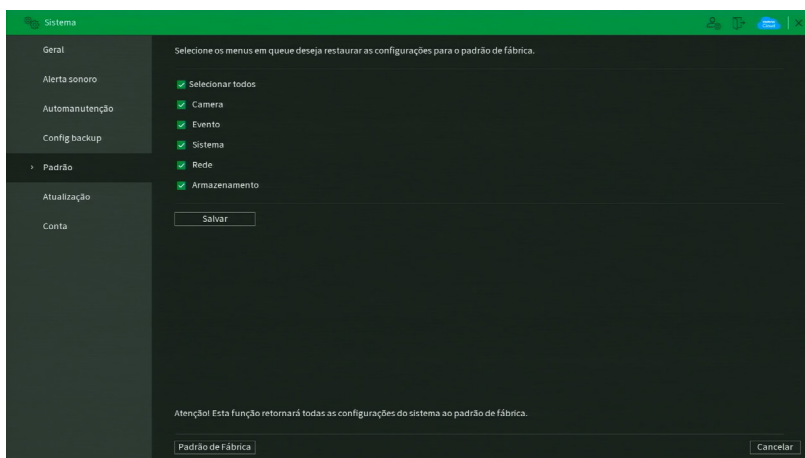 Sistema
Cloud
Geral
Selecione os menus em queue deseja restaurar as configurações para o padrão de fábrica.
Alerta sonoro
Selecionar todos
Automanutenção
Camera
Evento
Config backup
Sistema
Padrão
Rede
Armazenamento
Atualização
Salvar
Conta
Atenção! Esta função retornará todas as configurações do sistema ao padrão de fábrica.
Padrão de Fábrica
Cancelar